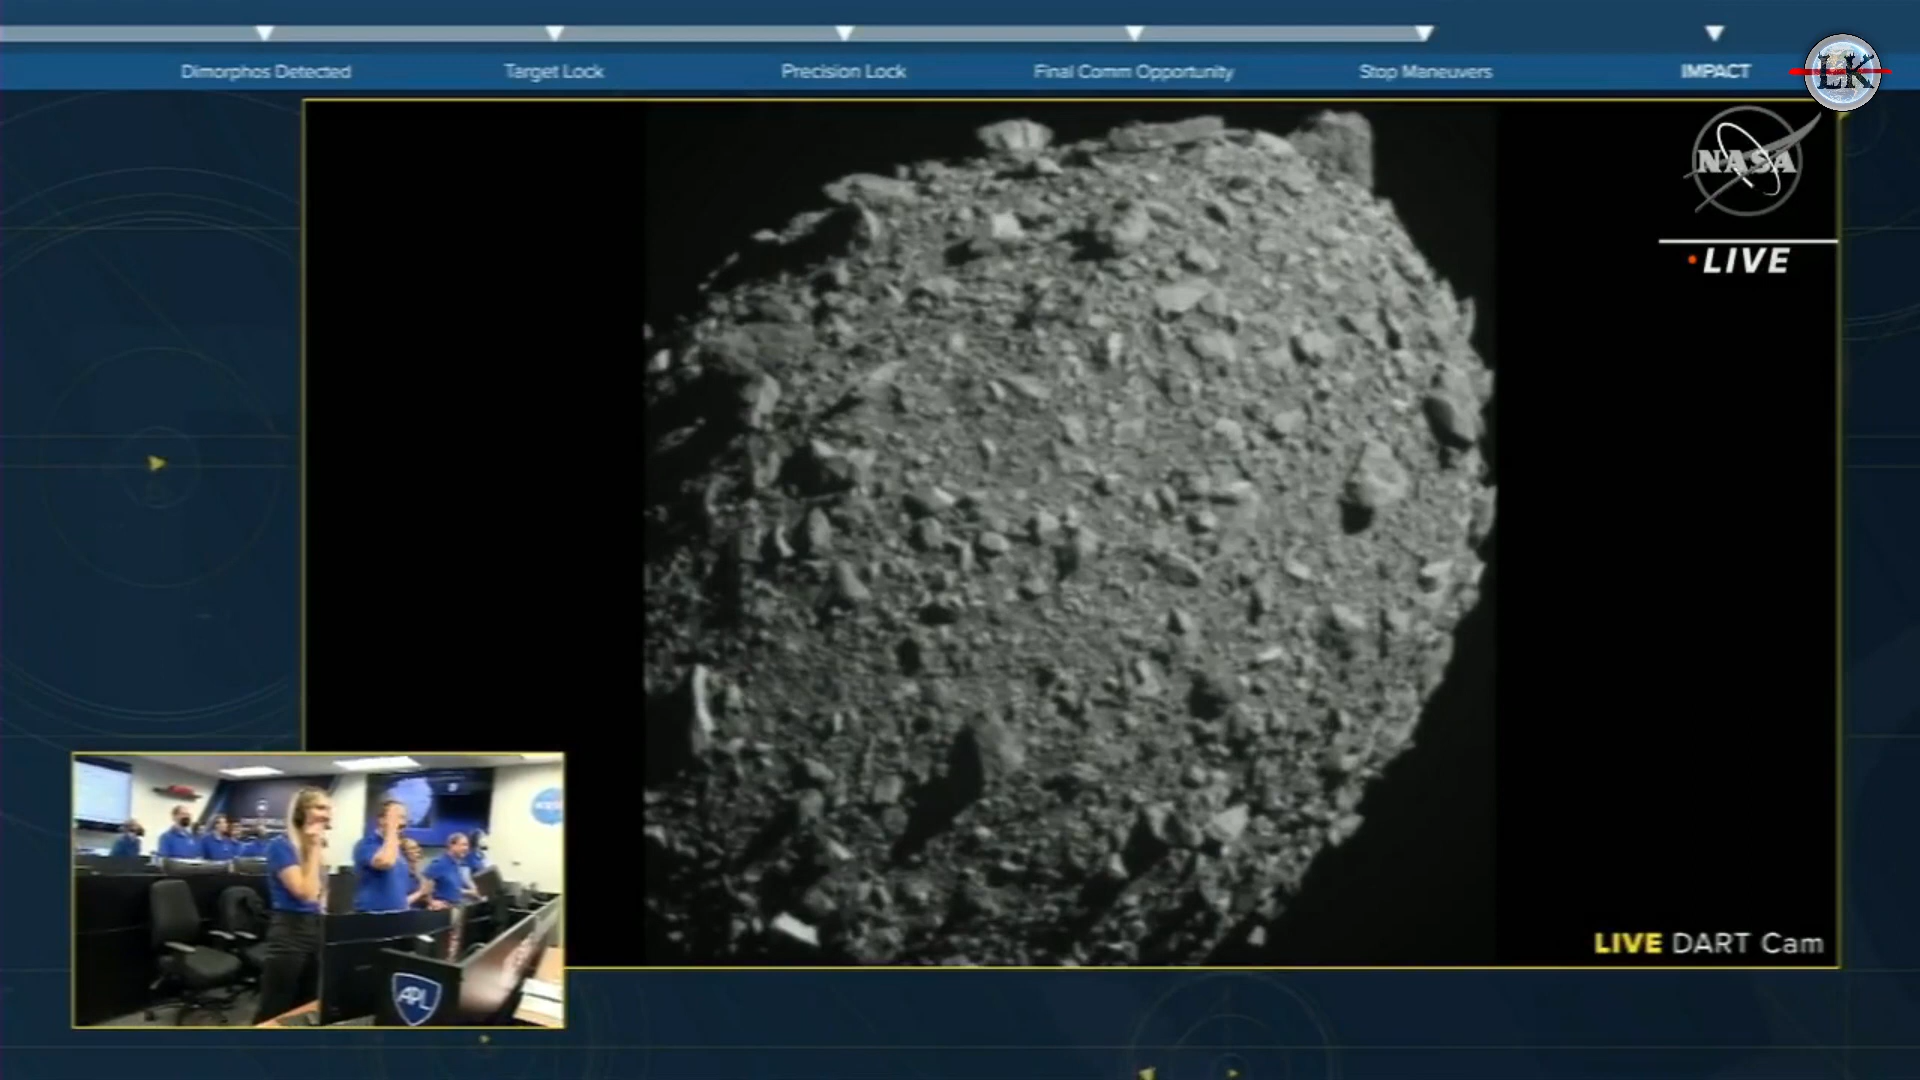 Dimorphos Detected
Target Lock
Precision Lock
Final Comm Opportunity
Stop Maneuvers
IMPACT
LK
NASA
LIVE
LIVE DART Cam
APL